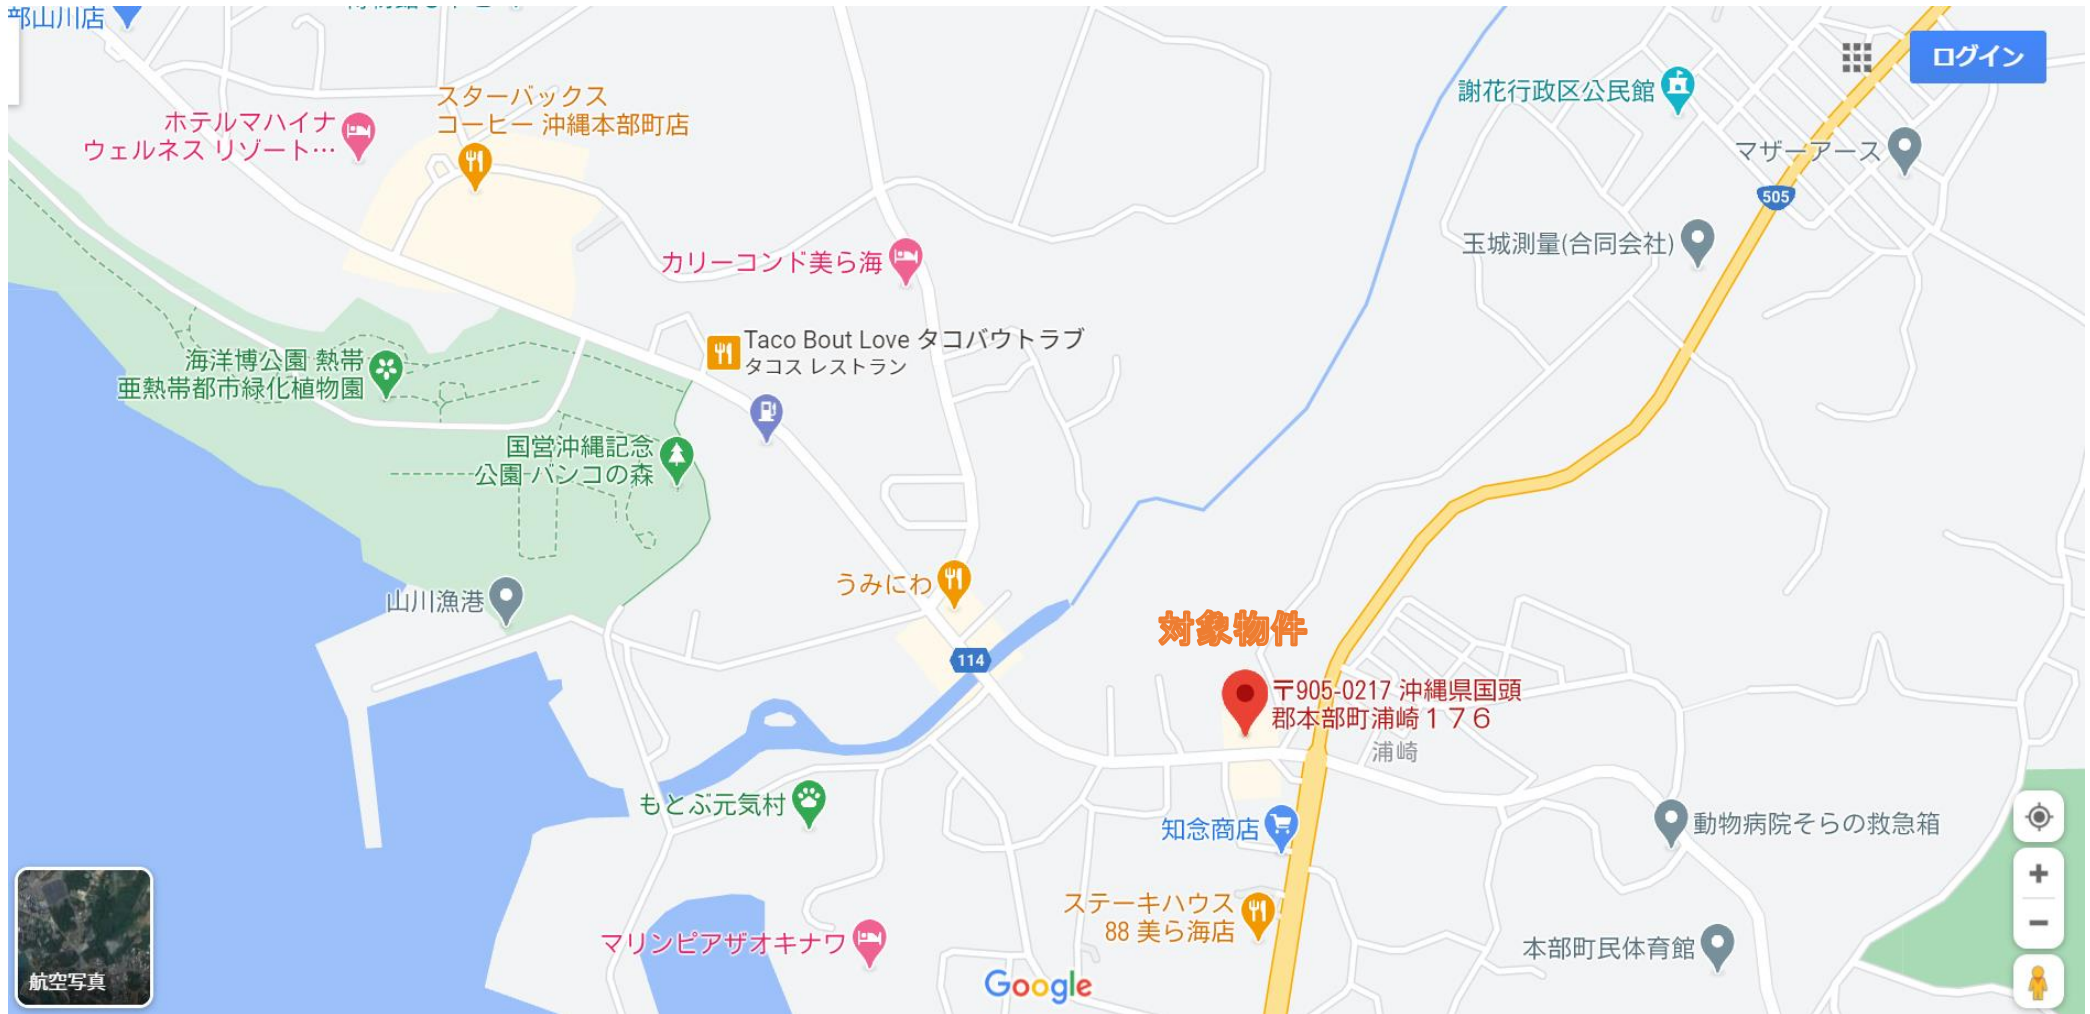 部山川店
ログイン
謝花行政区公民館
スターバックス
コーヒー 沖縄本部町店
ホテルマハイナ
ウェルネス リゾート…
マザーアース
505
玉城測量(合同会社)
カリーコンド美ら海
Taco Bout Love タコバウトラブ
タコス レストラン
海洋博公園 熱帯
亜熱帯都市緑化植物園
国営沖縄記念
公園 バンコの森
うみにわ
山川漁港
対象物件
114
〒905-0217 沖縄県国頭
郡本部町浦崎176
浦崎
もとぶ元気村
知念商店
動物病院そらの救急箱
ステーキハウス
88 美ら海店
マリンピアザオキナワ
本部町民体育館
航空写真
Google